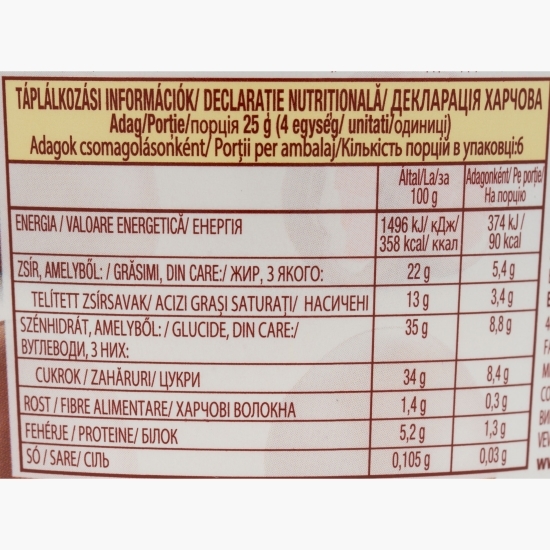 TÁPLÁLKOZÁSI INFORMÁCIÓK/ DECLARAȚIE NUTRIȚIONALĂ/ ДЕКЛАРАЦІЯ ХАРЧОВА
Adag/Porție/порція 25 g (4 egység/ unități/одиниці)
Adagok csomagolásonként/ Porții per ambalaj/Кількість порцій в упаковці:6
Által/La/за Adagonként/ Pe porție/
100 g На порцію
ENERGIA / VALOARE ENERGETICĂ/ ЕНЕРГІЯ 1496 kJ/ кДж/ 374 kJ /
358 kcal/ ккал 90 kcal
ZSÍR, AMELYBŐL: / GRĂSIMI, DIN CARE:/ ЖИР, З ЯКОГО: 22 g 5,4 g
TELÍTETT ZSÍRSAVAK/ ACIZI GRAȘI SATURAȚI/ НАСИЧЕНІ 13 g 3,4 g
SZÉNHIDRÁT, AMELYBŐL: / GLUCIDE, DIN CARE:/ 35 g 8,8 g
ВУГЛЕВОДИ, З НИХ:
CUKROK / ZAHĂRURI/ ЦУКРИ 34 g 8,4 g
ROST / FIBRE ALIMENTARE/ ХАРЧОВІ ВОЛОКНА 1,4 g 0,3 g
FEHÉRJE / PROTEINE/ БІЛОК 5,2 g 1,3 g
SÓ / SARE/ СІЛЬ 0,105 g 0,03 g